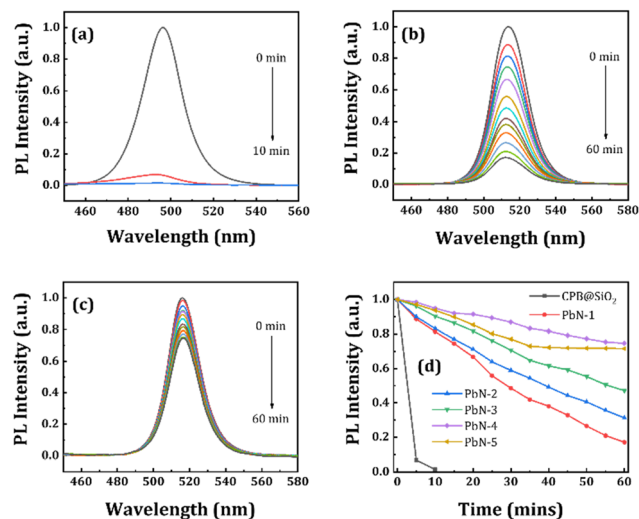 (a)
0 min
10 min
PL Intensity (a.u.)
1.0
0.8
0.6
0.4
0.2
0.0
460 480 500 520 540 560
Wavelength (nm)
(b)
0 min
60 min
PL Intensity (a.u.)
1.0
0.8
0.6
0.4
0.2
0.0
460 480 500 520 540 560 580
Wavelength (nm)
(c)
0 min
60 min
PL Intensity (a.u.)
1.0
0.8
0.6
0.4
0.2
0.0
460 480 500 520 540 560 580
Wavelength (nm)
CPB@SiO₂
PbN-1
(d)
PbN-2
PbN-3
PbN-4
PbN-5
PL Intensity (a.u.)
1.0
0.8
0.6
0.4
0.2
0.0
0 10 20 30 40 50 60
Time (mins)